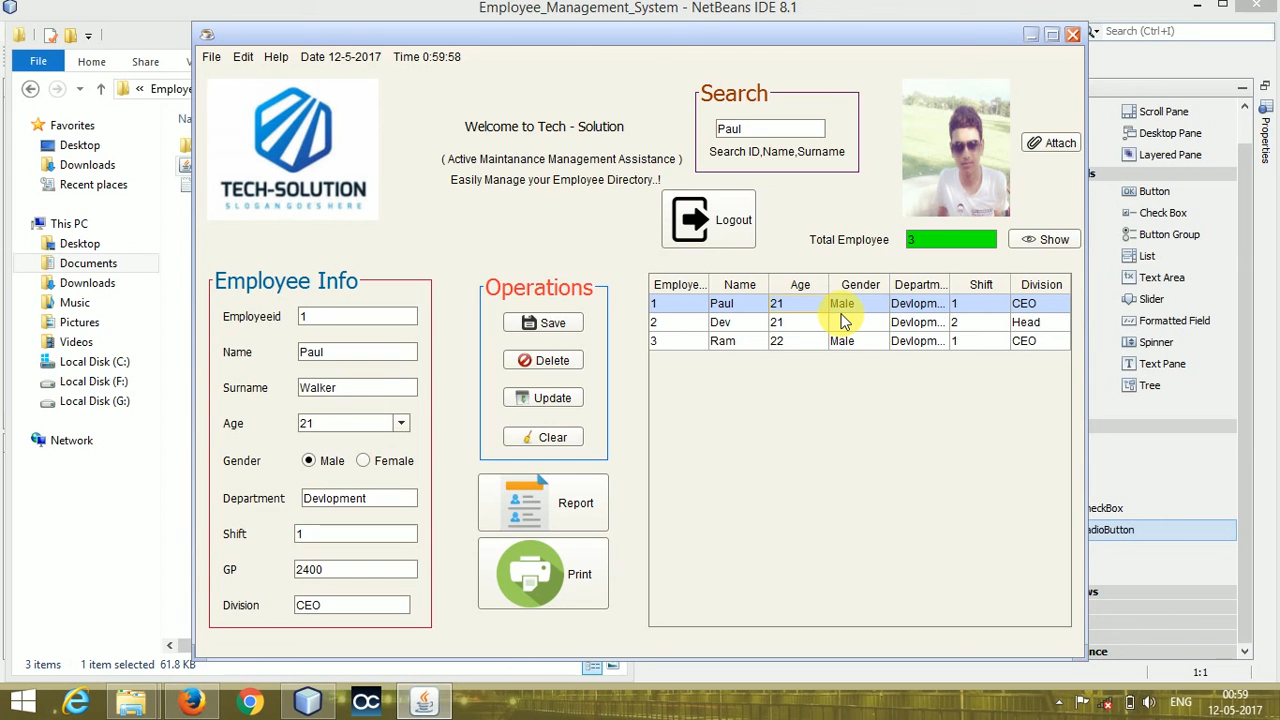 Employee_Management_System - NetBeans IDE 8.1
File Home Share
Employe
Favorites
Desktop
Downloads
Recent places
This PC
Desktop
Documents
Downloads
Music
Pictures
Videos
Local Disk (C:)
Local Disk (F:)
Local Disk (G:)
Network
3 items 1 item selected 61.8 KB
File Edit Help Date 12-5-2017 Time 0:59:58
TECH-SOLUTION
SLOGAN GOES HERE
Welcome to Tech - Solution
( Active Maintanance Management Assistance )
Easily Manage your Employee Directory..!
Search
Paul
Search ID,Name,Surname
Logout
Attach
Total Employee 3 Show
Employee Info
Employeeid 1
Name Paul
Surname Walker
Age 21
Gender Male Female
Department Devlopment
Shift 1
GP 2400
Division CEO
Operations
Save
Delete
Update
Clear
Report
Print
Employe... Name Age Gender Departm... Shift Division
1 Paul 21 Male Devlopm... 1 CEO
2 Dev 21 Devlopm... 2 Head
3 Ram 22 Male Devlopm... 1 CEO
Search (Ctrl+I)
Properties
Scroll Pane
Desktop Pane
Layered Pane
ls
Button
Check Box
Button Group
List
Text Area
Slider
Formatted Field
Spinner
Text Pane
Tree
eckBox
adioButton
ws
ance
1:1
ENG
00:59
12-05-2017